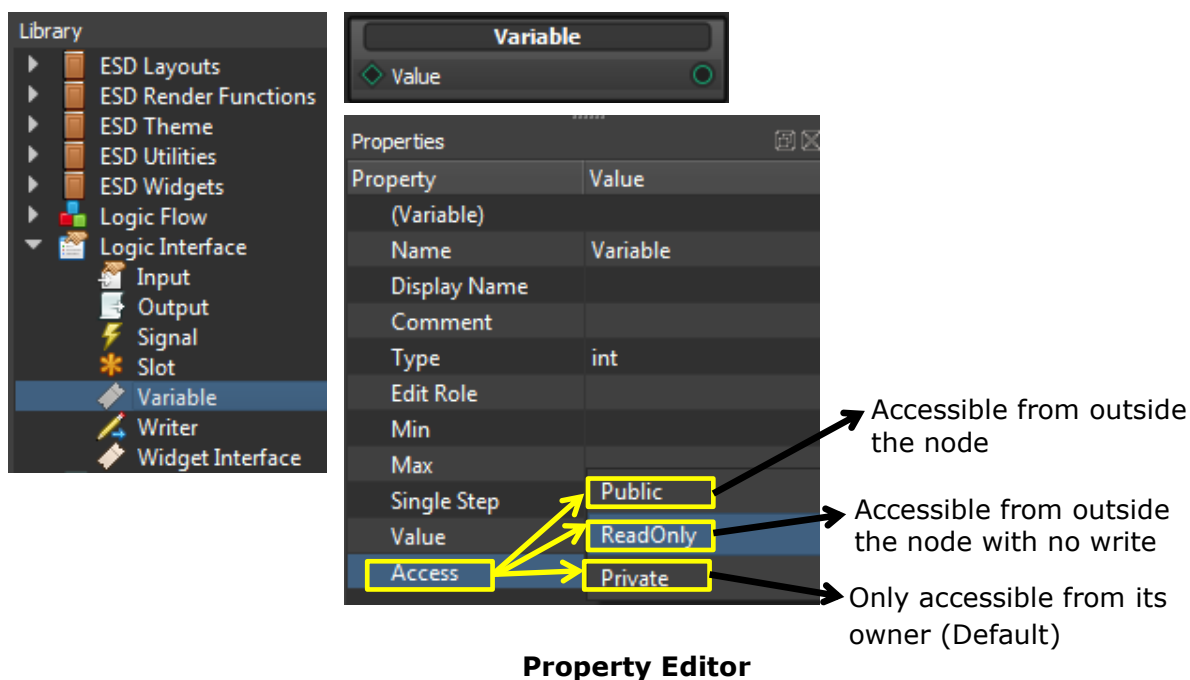 Library
ESD Layouts
ESD Render Functions
ESD Theme
ESD Utilities
ESD Widgets
Logic Flow
Logic Interface
Input
Output
Signal
Slot
Variable
Writer
Widget Interface
Variable
Value
Properties
Property Value
(Variable)
Name Variable
Display Name
Comment
Type int
Edit Role
Min
Max
Single Step
Value
Access
Public
ReadOnly
Private
Accessible from outside
the node
Accessible from outside
the node with no write
Only accessible from its
owner (Default)
Property Editor